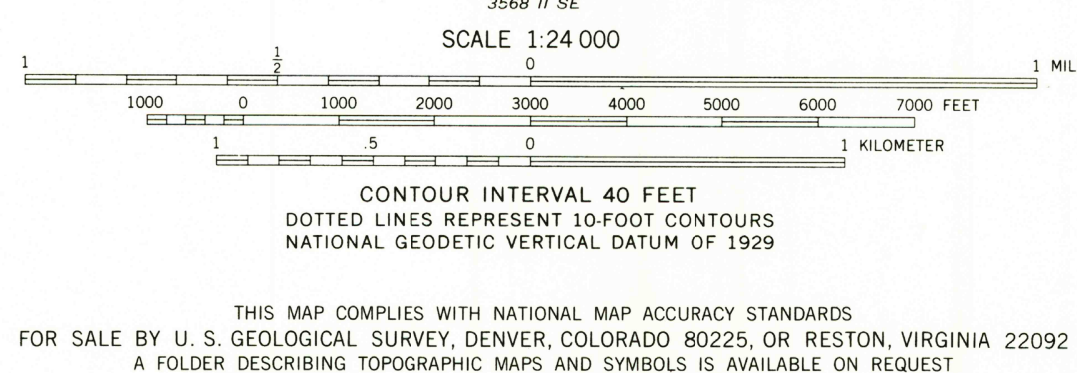 3568 II SE
SCALE 1:24 000
1 1/2 0 1 MIL
1000 0 1000 2000 3000 4000 5000 6000 7000 FEET
1 .5 0 1 KILOMETER
CONTOUR INTERVAL 40 FEET
DOTTED LINES REPRESENT 10-FOOT CONTOURS
NATIONAL GEODETIC VERTICAL DATUM OF 1929
THIS MAP COMPLIES WITH NATIONAL MAP ACCURACY STANDARDS
FOR SALE BY U. S. GEOLOGICAL SURVEY, DENVER, COLORADO 80225, OR RESTON, VIRGINIA 22092
A FOLDER DESCRIBING TOPOGRAPHIC MAPS AND SYMBOLS IS AVAILABLE ON REQUEST